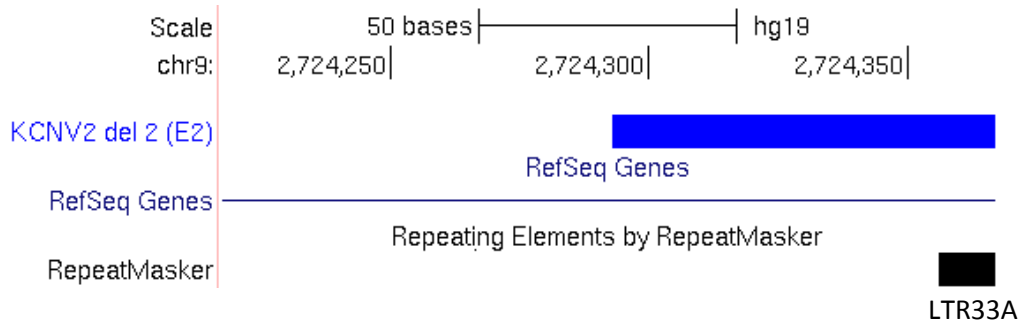 Scale 50 bases hg19
chr9: 2,724,250 2,724,300 2,724,350
KCNV2 del 2 (E2)
RefSeq Genes
RefSeq Genes
Repeating Elements by RepeatMasker
RepeatMasker
LTR33A